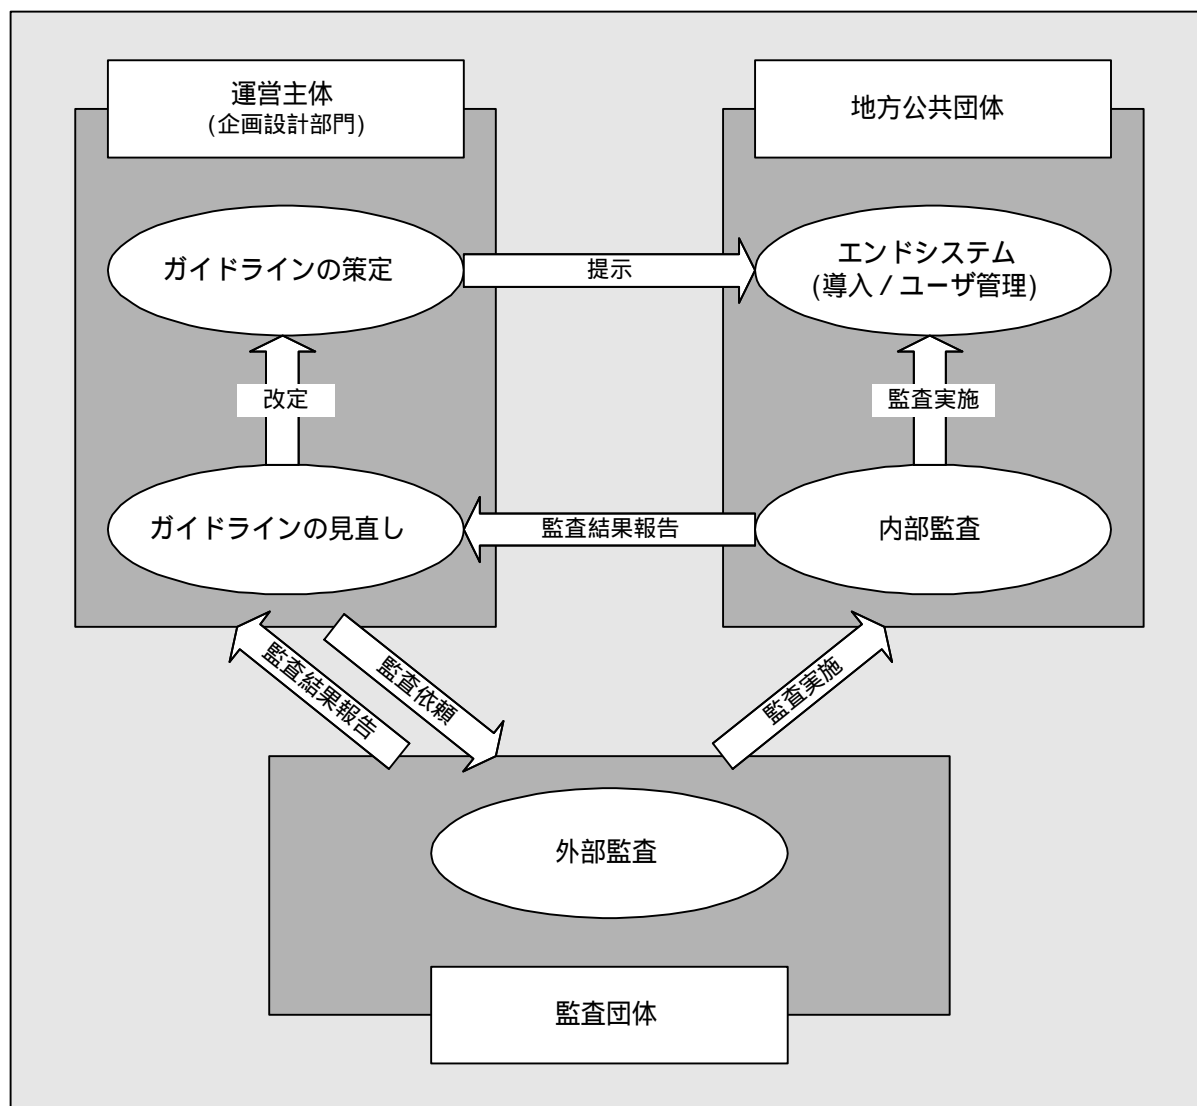 運営主体
(企画設計部門)
地方公共団体
ガイドラインの策定
提示
エンドシステム
(導入 / ユーザ管理)
改定
監査実施
ガイドラインの見直し
監査結果報告
内部監査
監査結果報告
監査依頼
監査実施
外部監査
監査団体